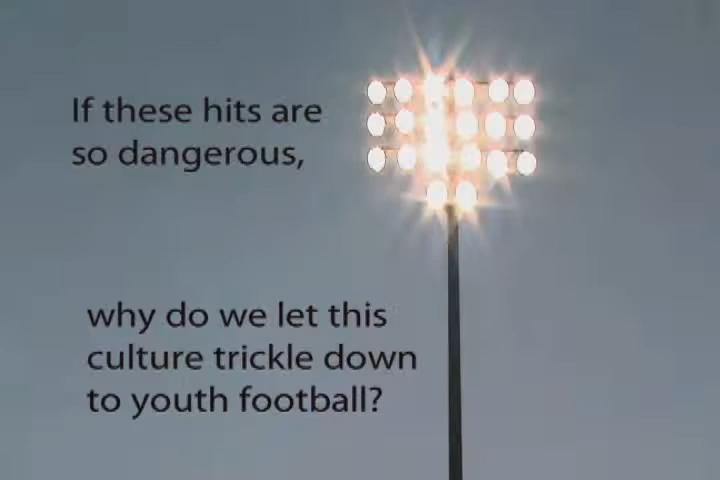 If these hits are
so dangerous,
why do we let this
culture trickle down
to youth football?